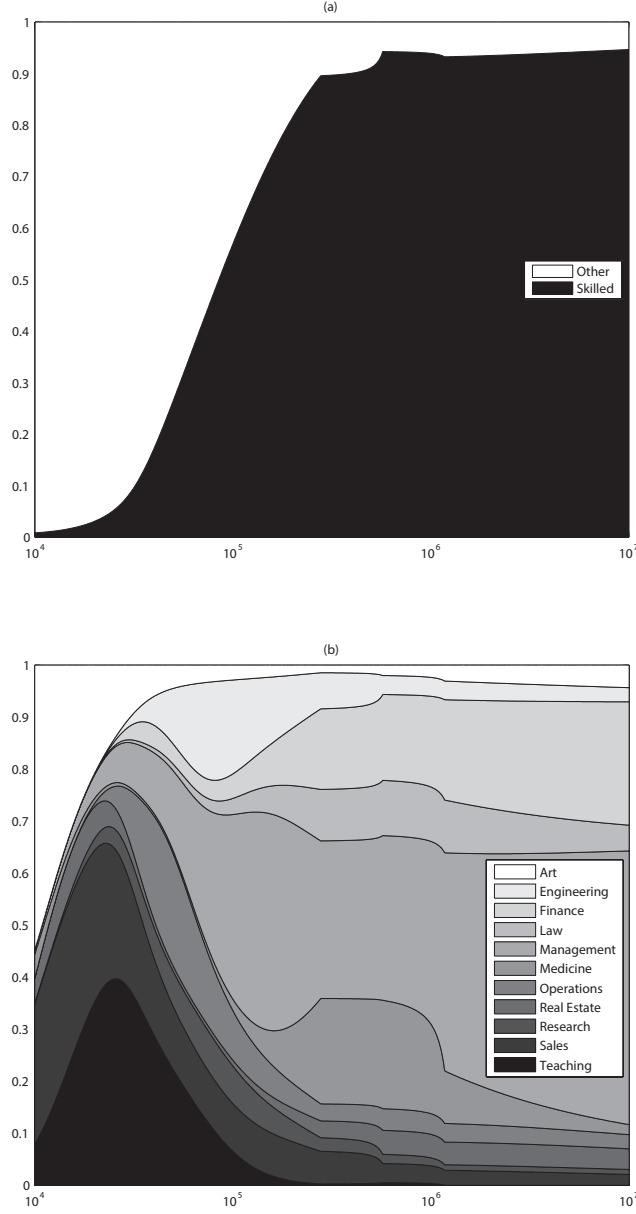 (a)
1
0.9
0.8
0.7
0.6
0.5
0.4
0.3
0.2
0.1
0
10^4 10^5 10^6 10^7
Other
Skilled
(b)
1
0.9
0.8
0.7
0.6
0.5
0.4
0.3
0.2
0.1
0
10^4 10^5 10^6 10^7
Art
Engineering
Finance
Law
Management
Medicine
Operations
Real Estate
Research
Sales
Teaching